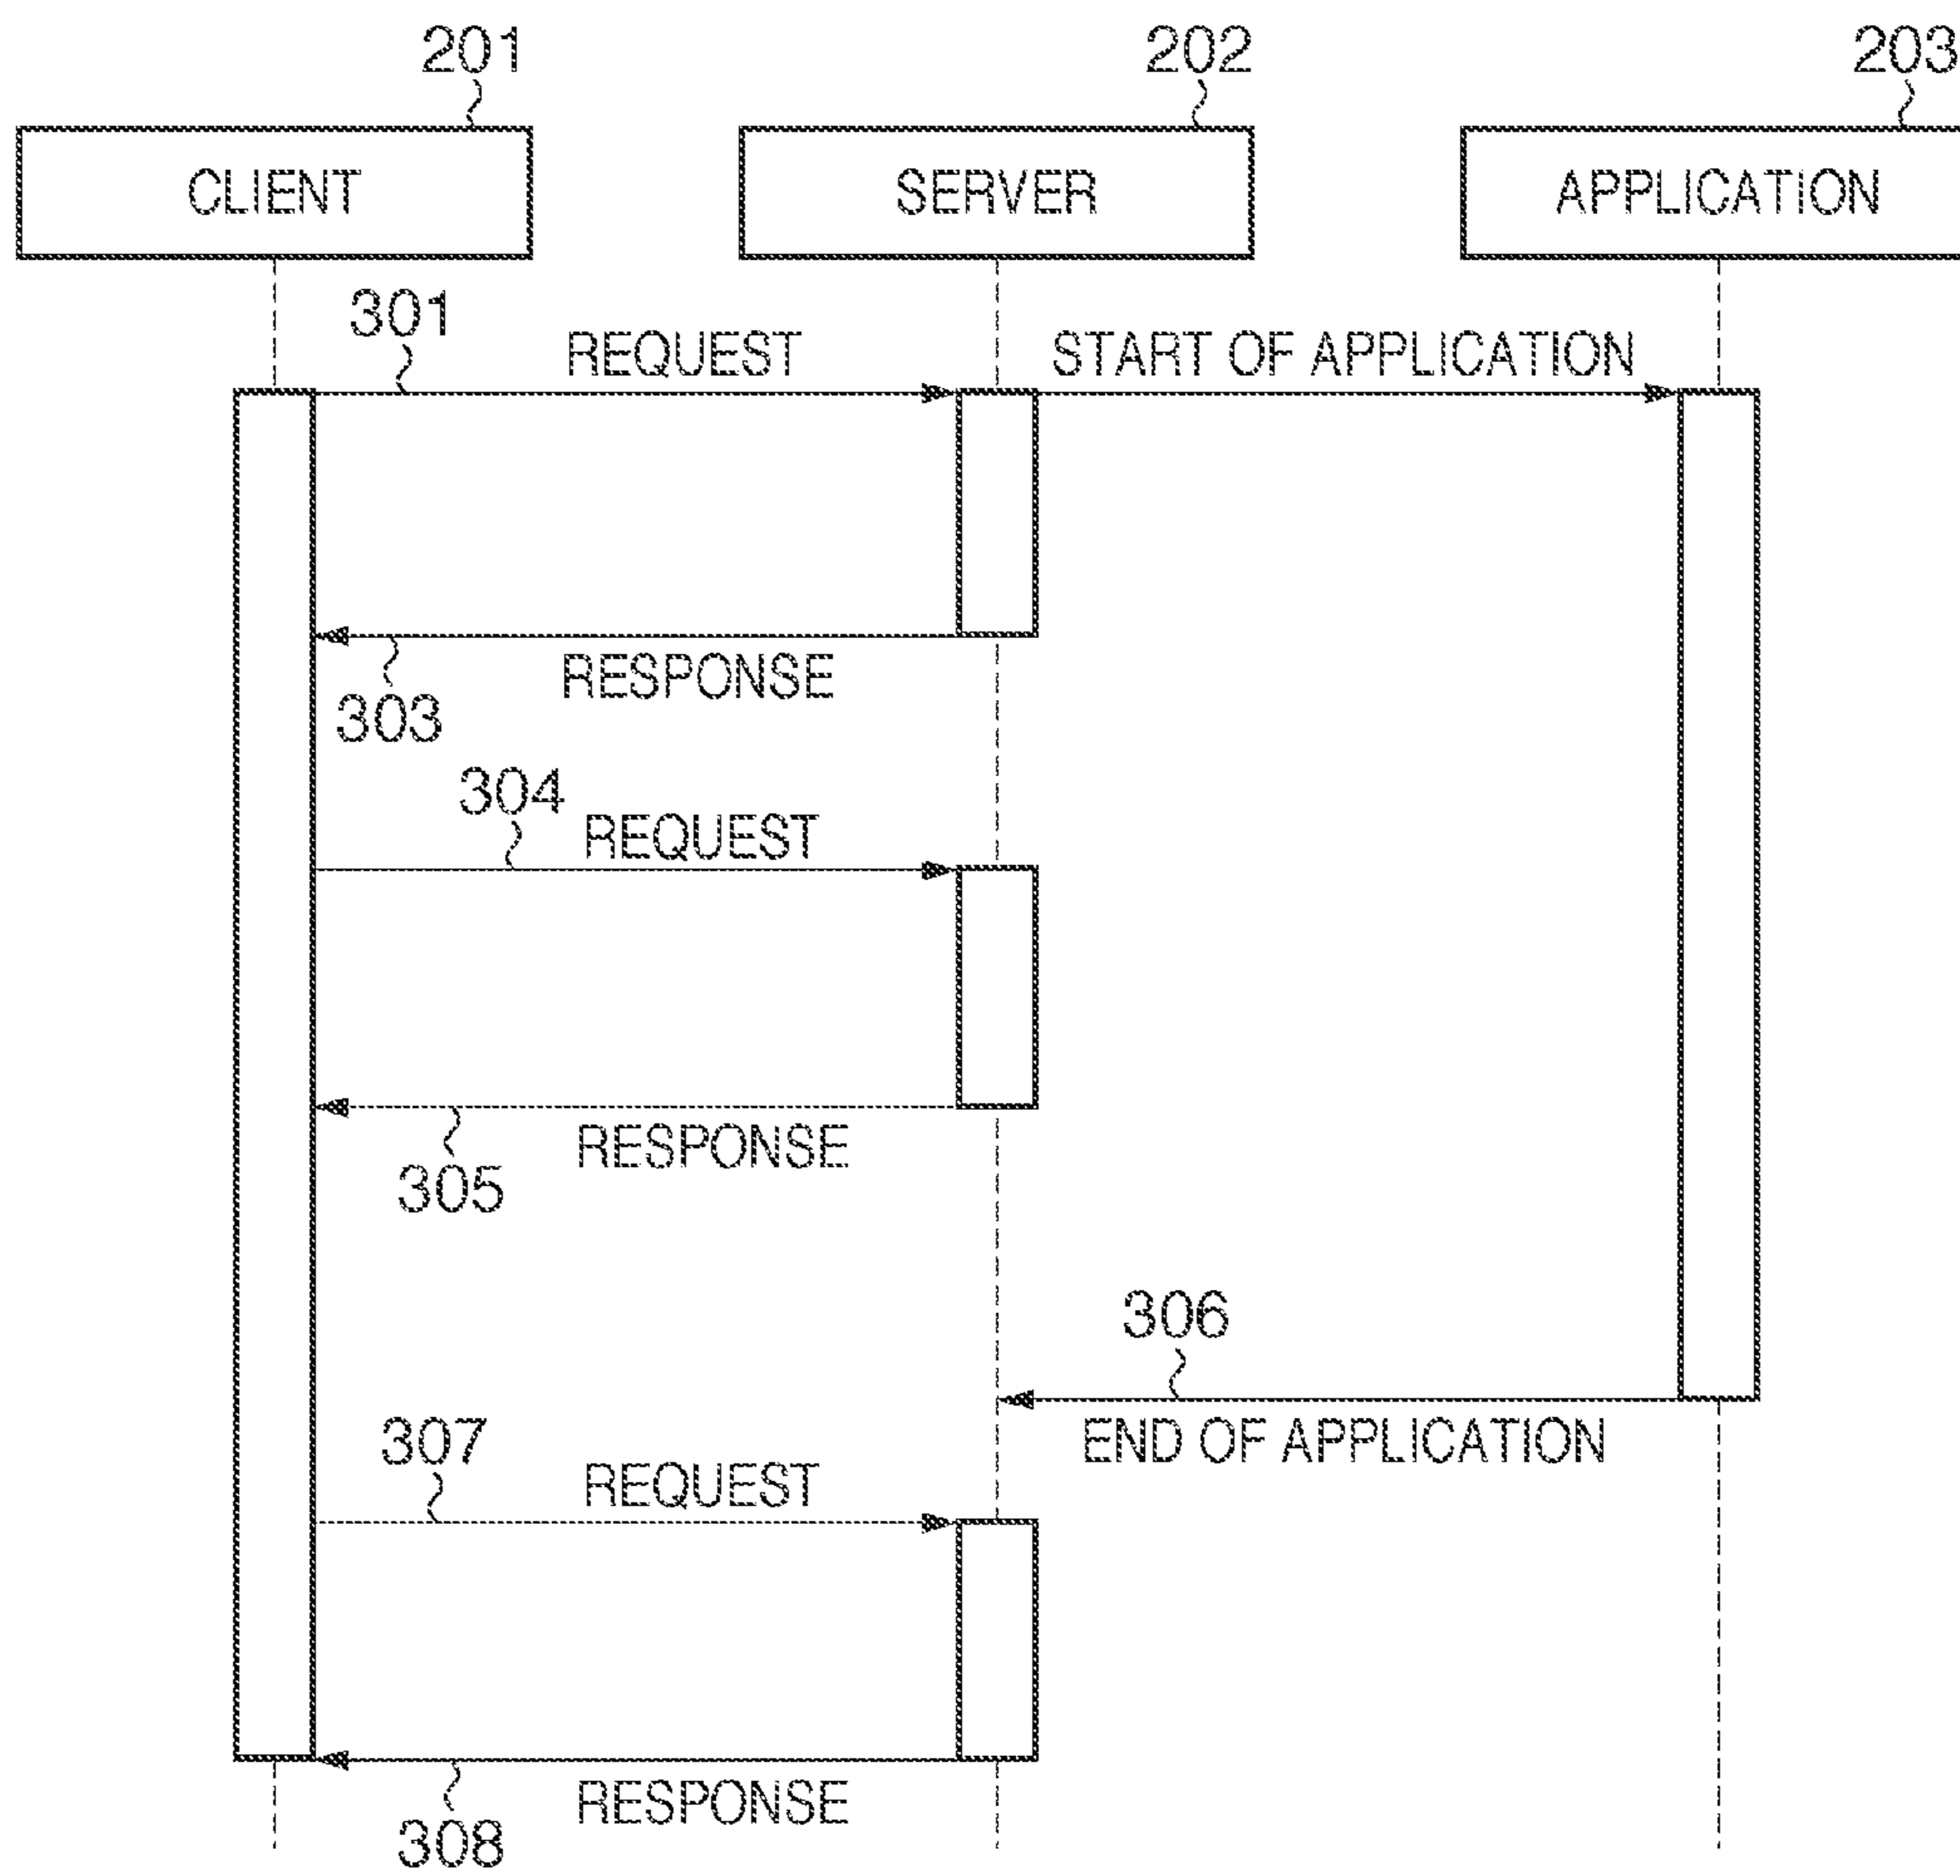 201
202
203
CLIENT
SERVER
APPLICATION
301
REQUEST
START OF APPLICATION
RESPONSE
303
304
REQUEST
RESPONSE
305
306
END OF APPLICATION
307
REQUEST
RESPONSE
308